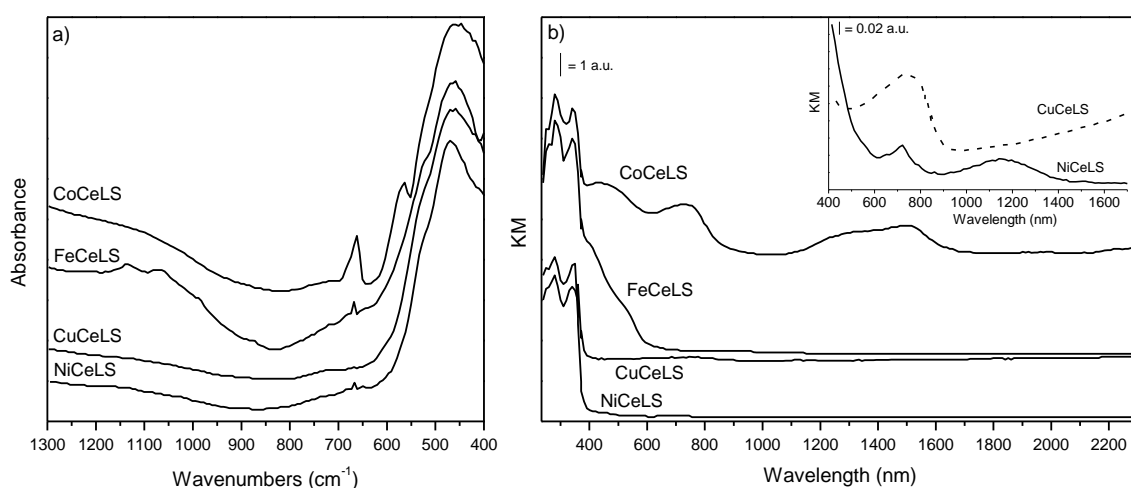 a)
CoCeLS
FeCeLS
CuCeLS
NiCeLS
Absorbance
1300 1200 1100 1000 900 800 700 600 500 400
Wavenumbers (cm-1)
b)
= 1 a.u.
CoCeLS
FeCeLS
CuCeLS
NiCeLS
KM
400 600 800 1000 1200 1400 1600 1800 2000 2200
Wavelength (nm)
= 0.02 a.u.
CuCeLS
NiCeLS
KM
400 600 800 1000 1200 1400 1600
Wavelength (nm)